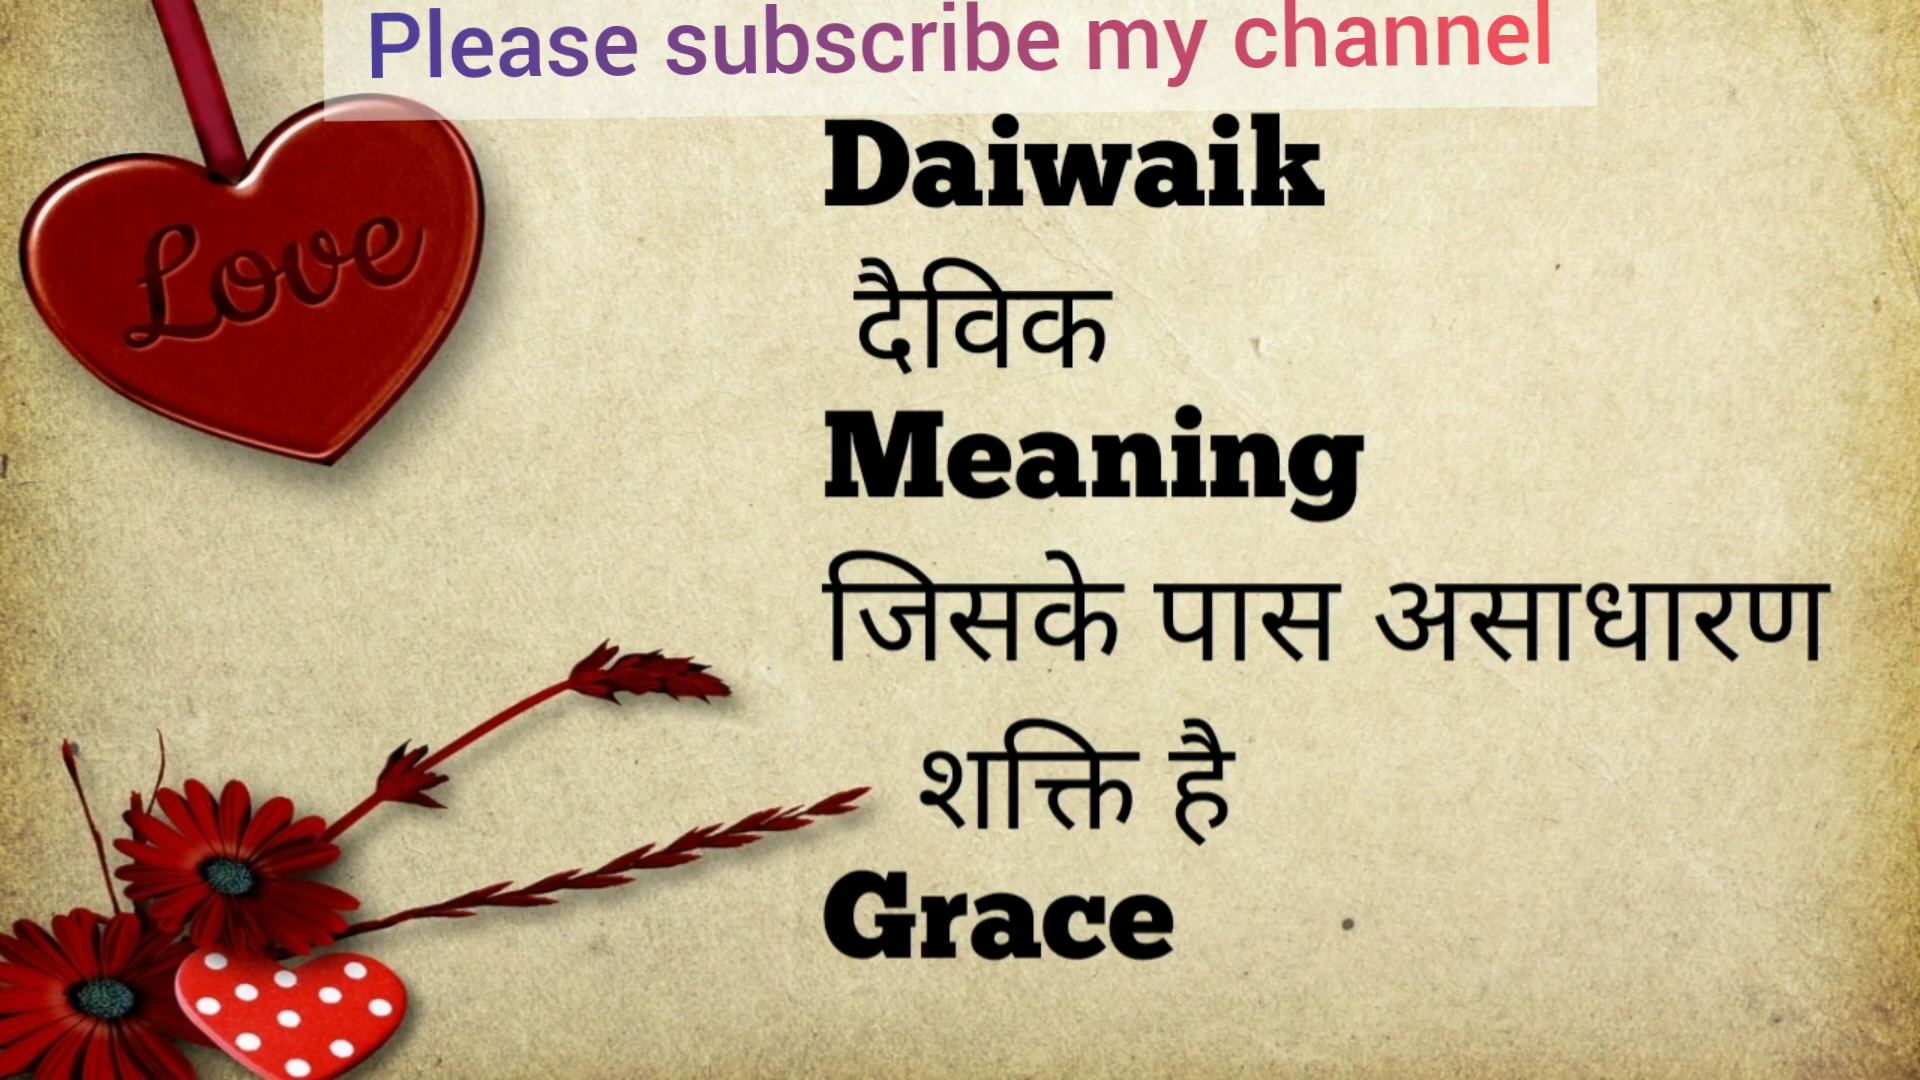 Please subscribe my channel
Love
Daiwaik
दैविक
Meaning
जिसके पास असाधारण
शक्ति है
Grace